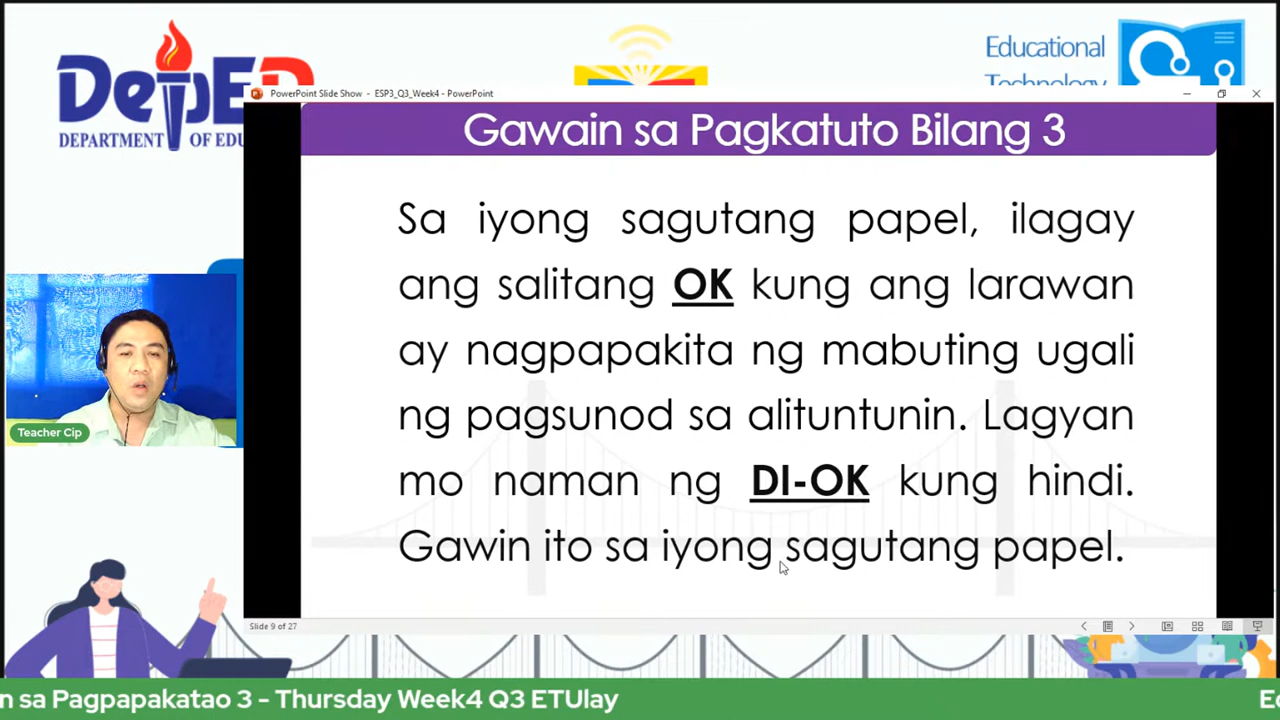 DepED
DEPARTMENT OF EDU
Educational
Technology
PowerPoint Slide Show - ESP3_Q3_Week4 - PowerPoint
Gawain sa Pagkatuto Bilang 3
Sa iyong sagutang papel, ilagay
ang salitang OK kung ang larawan
ay nagpapakita ng mabuting ugali
ng pagsunod sa alituntunin. Lagyan
mo naman ng DI-OK kung hindi.
Gawin ito sa iyong sagutang papel.
Teacher Cip
Slide 9 of 27
n sa Pagpapakatao 3 - Thursday Week4 Q3 ETUlay
Ed